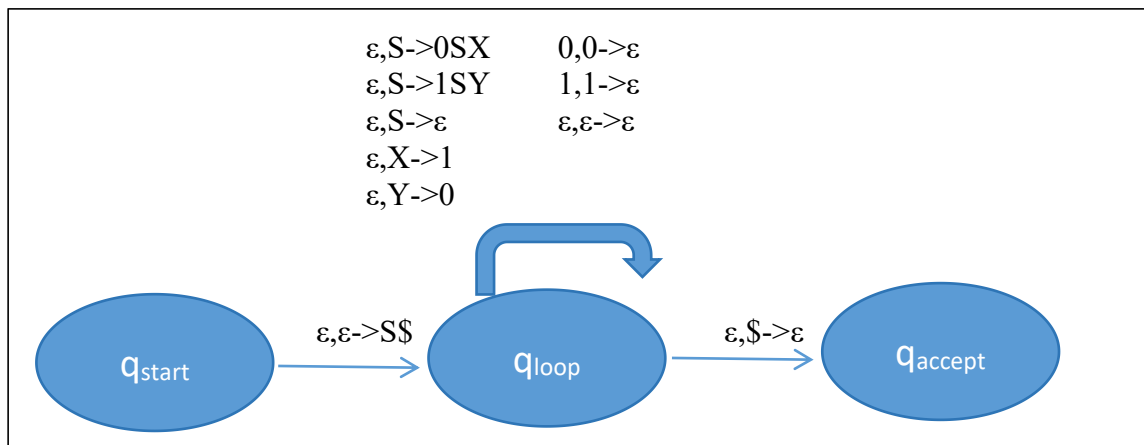 ε,S->0SX 0,0->ε
ε,S->1SY 1,1->ε
ε,S->ε ε,ε->ε
ε,X->1
ε,Y->0
ε,ε->S$ ε,$->ε
qstart qloop qaccept